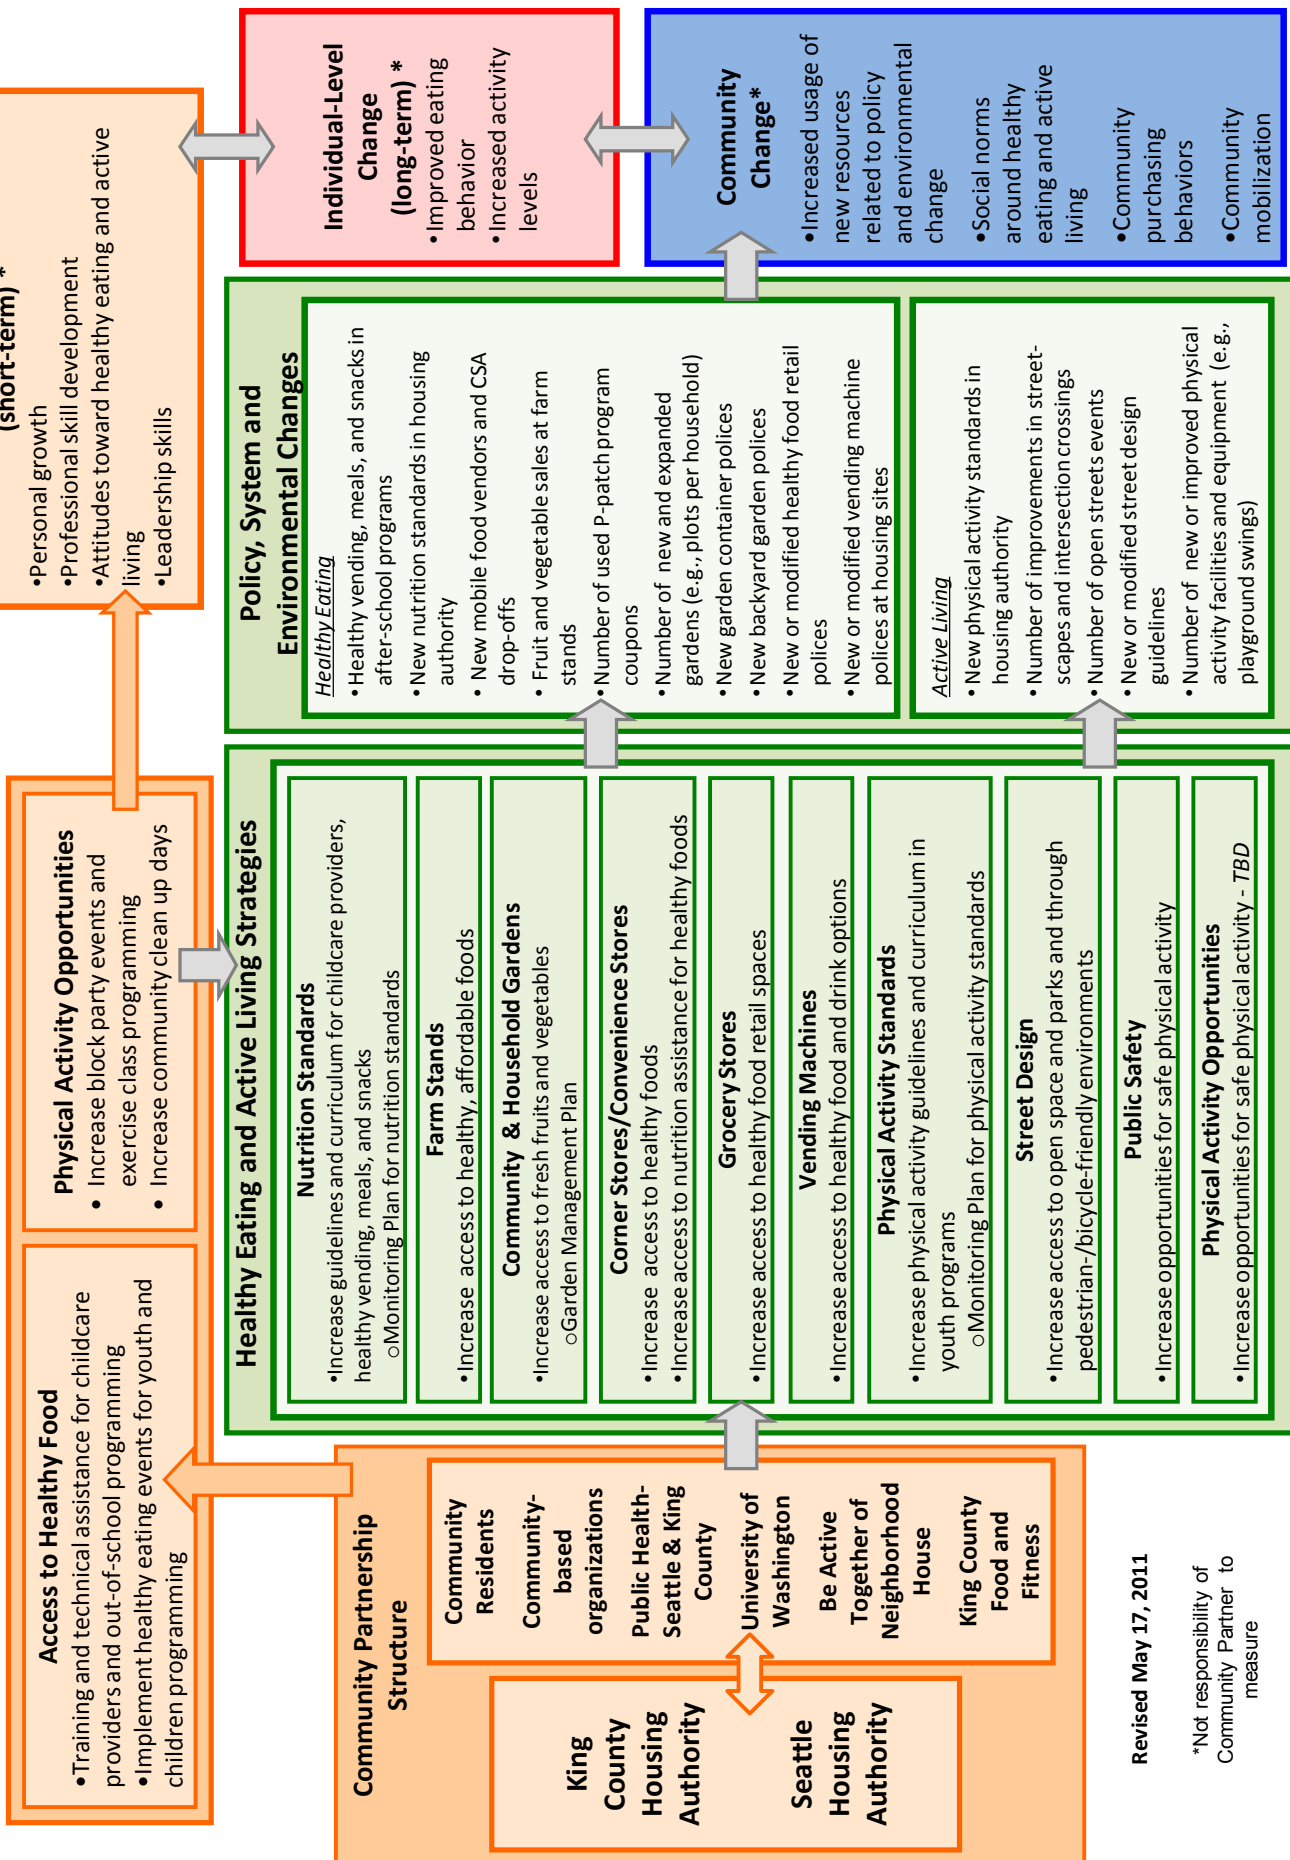 Access to Healthy Food
•Training and technical assistance for childcare
providers and out-of-school programming
•Implement healthy eating events for youth and
children programming
Physical Activity Opportunities
• Increase block party events and
exercise class programming
• Increase community clean up days
(short-term) *
•Personal growth
•Professional skill development
•Attitudes toward healthy eating and active
living
•Leadership skills
Community Partnership
Structure
King
County
Housing
Authority
Seattle
Housing
Authority
Community
Residents
Community-
based
organizations
Public Health-
Seattle & King
County
University of
Washington
Be Active
Together of
Neighborhood
House
King County
Food and
Fitness
Healthy Eating and Active Living Strategies
Nutrition Standards
•Increase guidelines and curriculum for childcare providers,
healthy vending, meals, and snacks
oMonitoring Plan for nutrition standards
Farm Stands
•Increase access to healthy, affordable foods
Community & Household Gardens
•Increase access to fresh fruits and vegetables
oGarden Management Plan
Corner Stores/Convenience Stores
•Increase access to healthy foods
•Increase access to nutrition assistance for healthy foods
Grocery Stores
•Increase access to healthy food retail spaces
Vending Machines
•Increase access to healthy food and drink options
Physical Activity Standards
•Increase physical activity guidelines and curriculum in
youth programs
oMonitoring Plan for physical activity standards
Street Design
•Increase access to open space and parks and through
pedestrian-/bicycle-friendly environments
Public Safety
•Increase opportunities for safe physical activity
Physical Activity Opportunities
•Increase opportunities for safe physical activity - TBD
Policy, System and
Environmental Changes
Healthy Eating
• Healthy vending, meals, and snacks in
after-school programs
• New nutrition standards in housing
authority
• New mobile food vendors and CSA
drop-offs
• Fruit and vegetable sales at farm
stands
• Number of used P-patch program
coupons
• Number of new and expanded
gardens (e.g., plots per household)
• New garden container polices
• New backyard garden polices
• New or modified healthy food retail
polices
• New or modified vending machine
polices at housing sites
Active Living
• New physical activity standards in
housing authority
• Number of improvements in street-
scapes and intersection crossings
• Number of open streets events
• New or modified street design
guidelines
• Number of new or improved physical
activity facilities and equipment (e.g.,
playground swings)
Individual-Level
Change
(long-term) *
•Improved eating
behavior
•Increased activity
levels
Community
Change*
•Increased usage of
new resources
related to policy
and environmental
change
•Social norms
around healthy
eating and active
living
•Community
purchasing
behaviors
•Community
mobilization
Revised May 17, 2011
*Not responsibility of
Community Partner to
measure